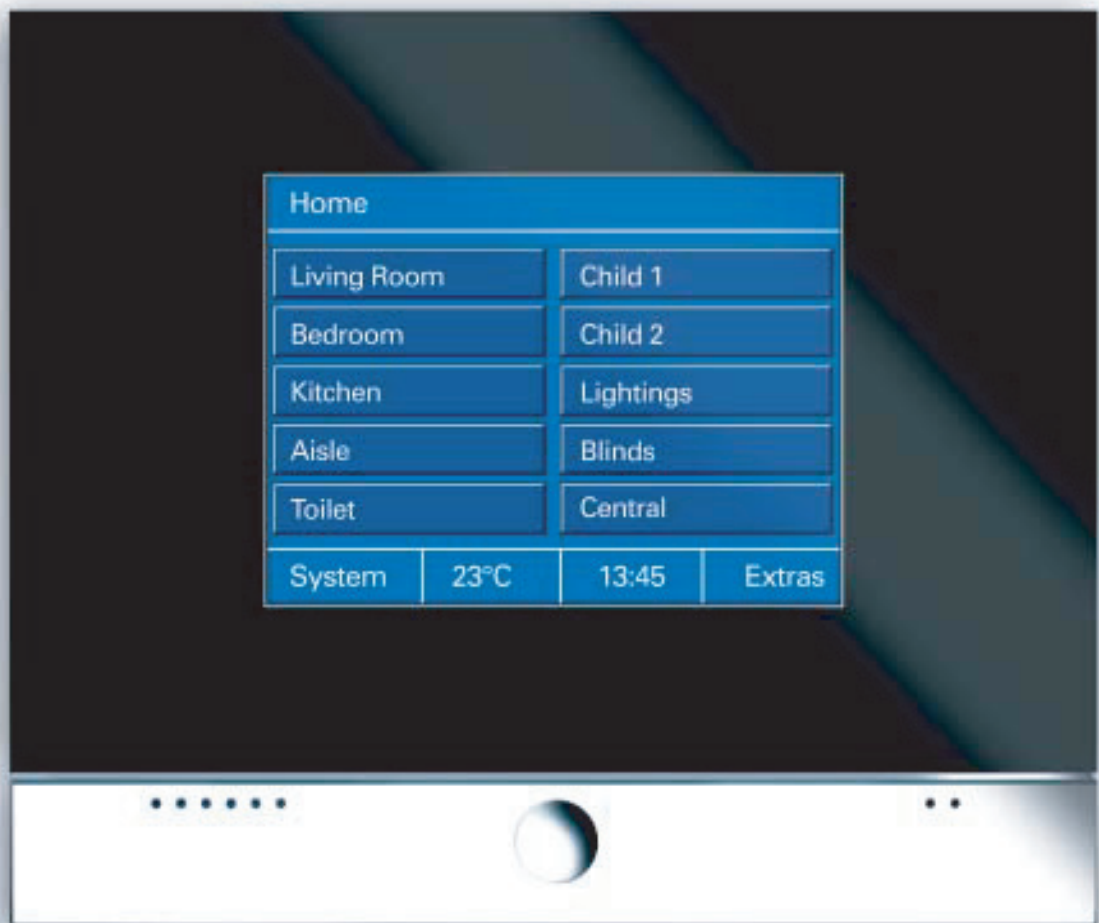 Home
Living Room
Child 1
Bedroom
Child 2
Kitchen
Lightings
Aisle
Blinds
Toilet
Central
System
23°C
13:45
Extras